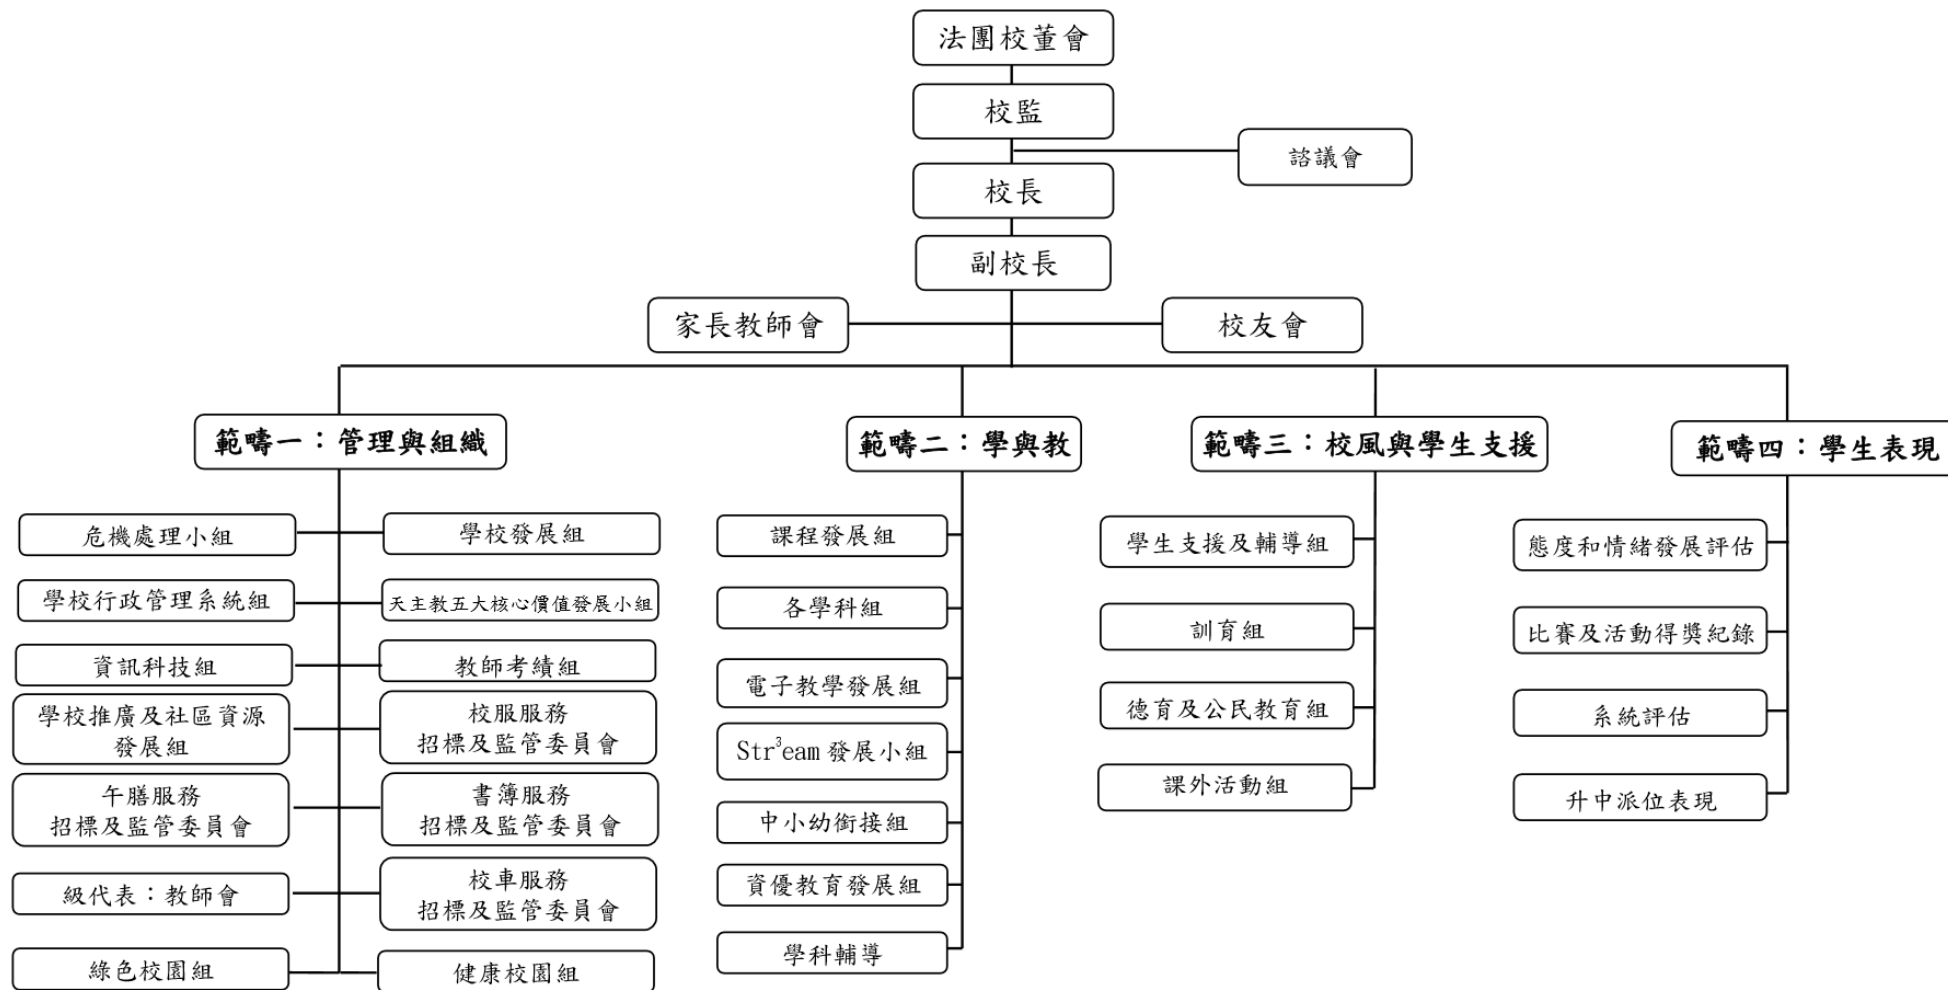 法團校董會
校監
諮議會
校長
副校長
家長教師會
校友會
範疇一：管理與組織
範疇二：學與教
範疇三：校風與學生支援
範疇四：學生表現
危機處理小組
學校發展組
學校行政管理系統組
天主教五大核心價值發展小組
資訊科技組
教師考績組
學校推廣及社區資源
發展組
校服服務
招標及監管委員會
午膳服務
招標及監管委員會
書簿服務
招標及監管委員會
級代表：教師會
校車服務
招標及監管委員會
綠色校園組
健康校園組
課程發展組
各學科組
電子教學發展組
Str³eam 發展小組
中小幼銜接組
資優教育發展組
學科輔導
學生支援及輔導組
訓育組
德育及公民教育組
課外活動組
態度和情緒發展評估
比賽及活動得獎紀錄
系統評估
升中派位表現